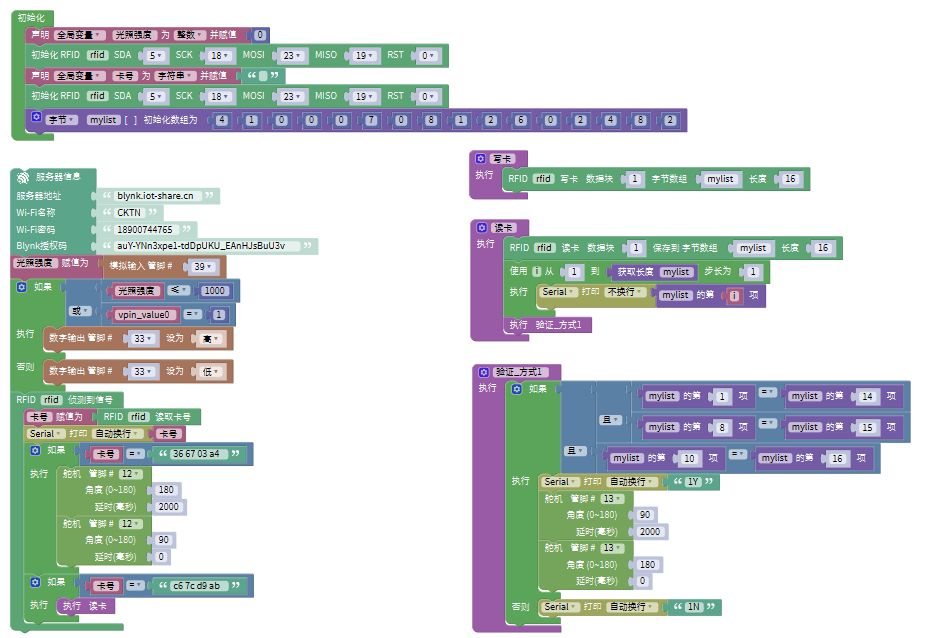 初始化
声明 全局变量 光照强度 为 整数 并赋值 0
初始化 RFID rfid SDA 5 SCK 18 MOSI 23 MISO 19 RST 0
声明 全局变量 卡号 为 字符串 并赋值 “ ”
初始化 RFID rfid SDA 5 SCK 18 MOSI 23 MISO 19 RST 0
字节 mylist [ ] 初始化数组为 4 1 0 0 0 7 0 8 1 2 6 0 2 4 8 2
服务器信息
服务器地址 “ blynk.iot-share.cn ”
Wi-Fi名称 “ CKTN ”
Wi-Fi密码 “ 18900744765 ”
Blynk授权码 “ auY-YNn3xpe1-tdDpUKU_EAnHJsBuU3v ”
光照强度 赋值为 模拟输入 管脚 # 39
如果 光照强度 ≤ 1000
或
vpin_value0 = 1
执行 数字输出 管脚 # 33 设为 高
否则 数字输出 管脚 # 33 设为 低
RFID rfid 侦测到信号
卡号 赋值为 RFID rfid 读取卡号
Serial 打印 自动换行 卡号
如果 卡号 = “ 36 67 03 a4 ”
执行 舵机 管脚 # 12
角度 (0~180) 180
延时(毫秒) 2000
舵机 管脚 # 12
角度 (0~180) 90
延时(毫秒) 0
如果 卡号 = “ c6 7c d9 ab ”
执行 执行 读卡
写卡
执行 RFID rfid 写卡 数据块 1 字节数组 mylist 长度 16
读卡
执行 RFID rfid 读卡 数据块 1 保存到 字节数组 mylist 长度 16
使用 i 从 1 到 获取长度 mylist 步长为 1
执行 Serial 打印 不换行 mylist 的第 i 项
执行 验证_方式1
验证_方式1
执行 如果 mylist 的第 1 项 = mylist 的第 14 项
且
mylist 的第 8 项 = mylist 的第 15 项
且
mylist 的第 10 项 = mylist 的第 16 项
执行 Serial 打印 自动换行 “ 1Y ”
舵机 管脚 # 13
角度 (0~180) 90
延时(毫秒) 2000
舵机 管脚 # 13
角度 (0~180) 180
延时(毫秒) 0
否则 Serial 打印 自动换行 “ 1N ”